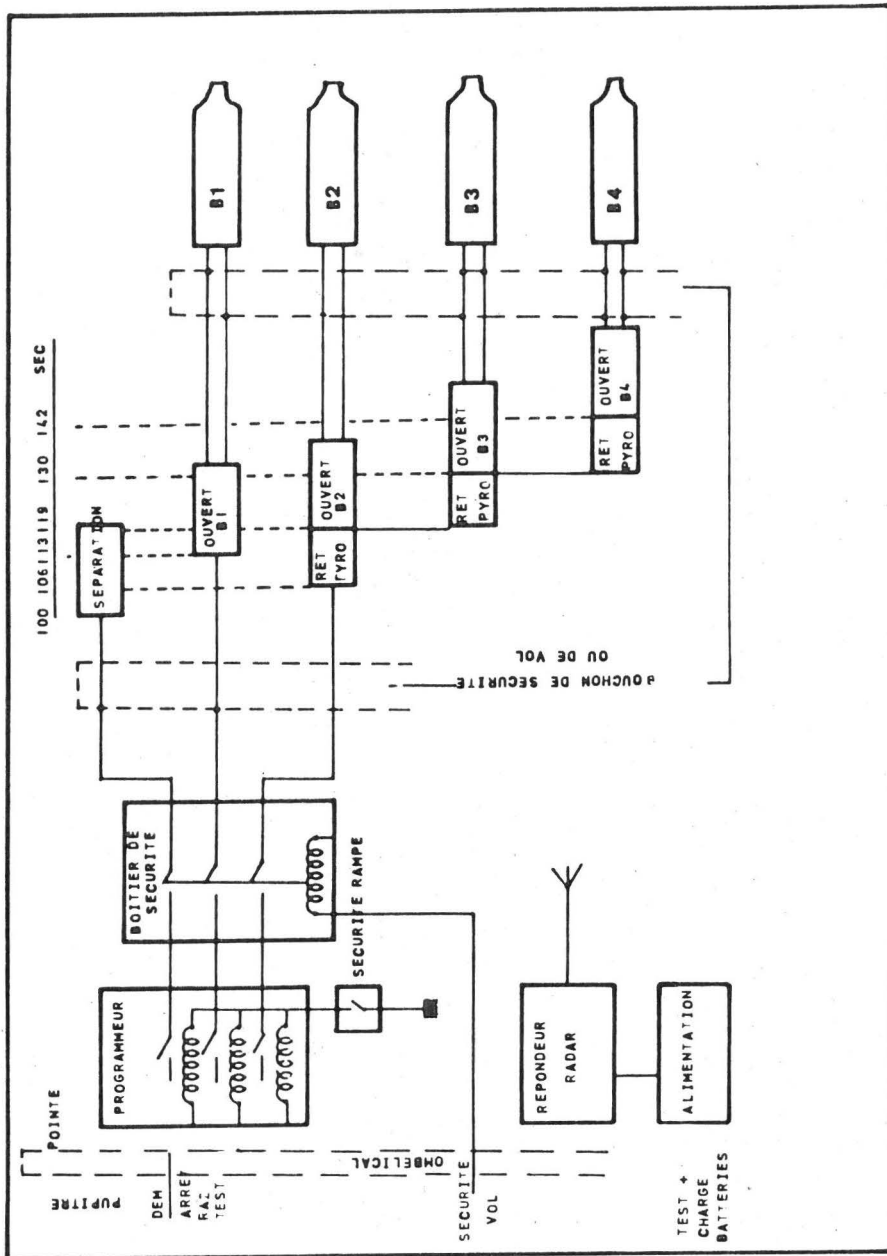 PUPITRE
POINTE
DEM
ARRET
RAZ
TEST
OMBELICAL
SECURITE
VOL
TEST +
CHARGE
BATTERIES
PROGRAMMEUR
SECURITE RAMPE
REPONDEUR
RADAR
ALIMENTATION
BOITIER DE
SECURITE
BOUCHON DE SECURITE
OU DE VOL
100 106 113 119 130 142 SEC
SEPARATION
OUVERT
B1
RET
PYRO
OUVERT
B2
RET
PYRO
OUVERT
B3
RET
PYRO
OUVERT
B4
B1
B2
B3
B4